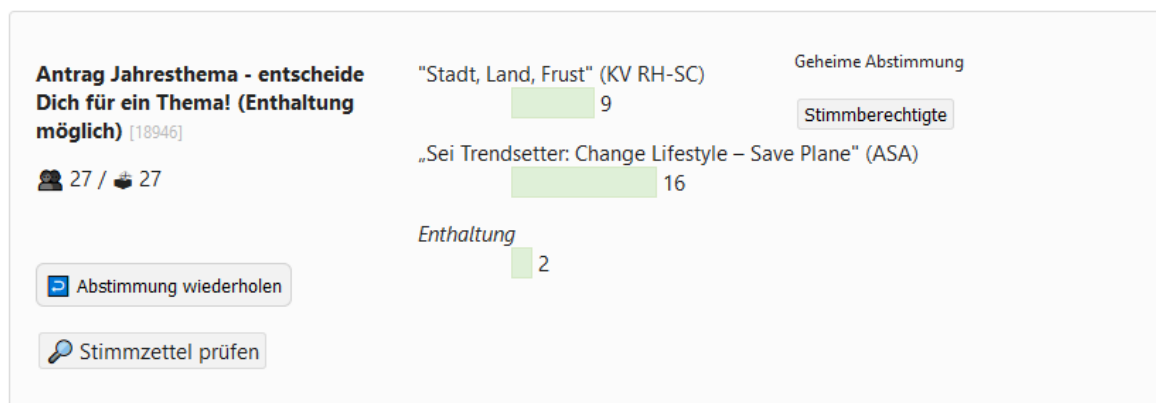 Antrag Jahresthema - entscheide
Dich für ein Thema! (Enthaltung
möglich) [18946]
27 / 27
Abstimmung wiederholen
Stimmzettel prüfen
"Stadt, Land, Frust" (KV RH-SC)
9
„Sei Trendsetter: Change Lifestyle – Save Plane" (ASA)
16
Enthaltung
2
Geheime Abstimmung
Stimmberechtigte